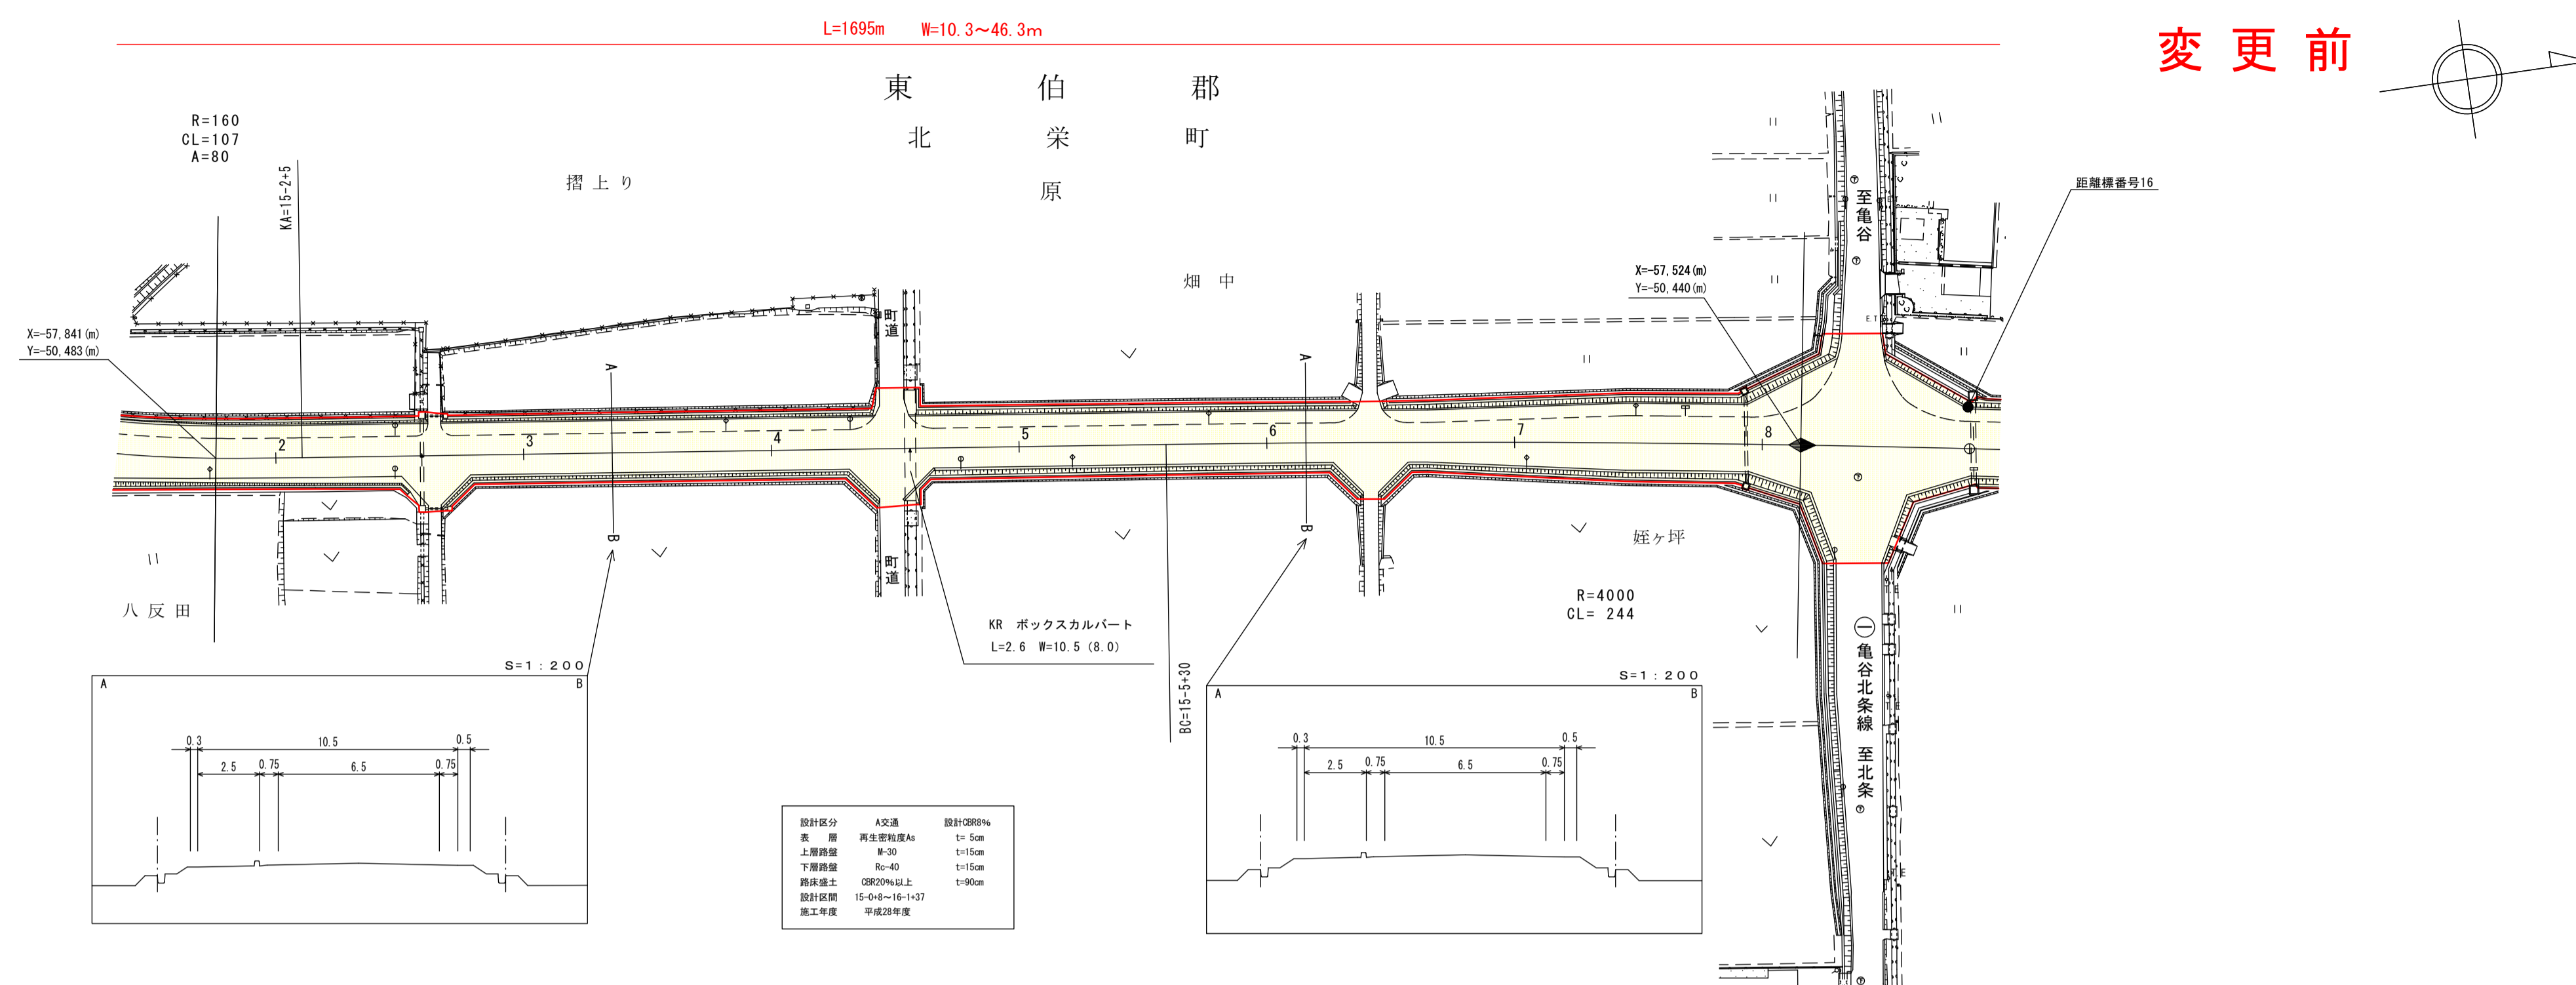 L=1695m W=10.3～46.3m
変更前
東伯郡
北栄町
原
R=160
CL=107
A=80
KA=15-2+5
摺上り
畑中
距離標番号16
至亀谷
X=-57,524(m)
Y=-50,440(m)
X=-57,841(m)
Y=-50,483(m)
町道
A
A
2
3
4
5
6
7
8
E.T
B
B
町道
八反田
姪ヶ坪
R=4000
CL= 244
KR ボックスカルバート
L=2.6 W=10.5 (8.0)
BC=15-5+30
一 亀谷北条線 至北条
S=1：200
A B
0.3 10.5 0.5
2.5 0.75 6.5 0.75
S=1：200
A B
0.3 10.5 0.5
2.5 0.75 6.5 0.75
設計区分 A交通 設計CBR8%
表層 再生密粒度As t= 5cm
上層路盤 M-30 t=15cm
下層路盤 Rc-40 t=15cm
路床盛土 CBR20%以上 t=90cm
設計区間 15-0+8～16-1+37
施工年度 平成28年度